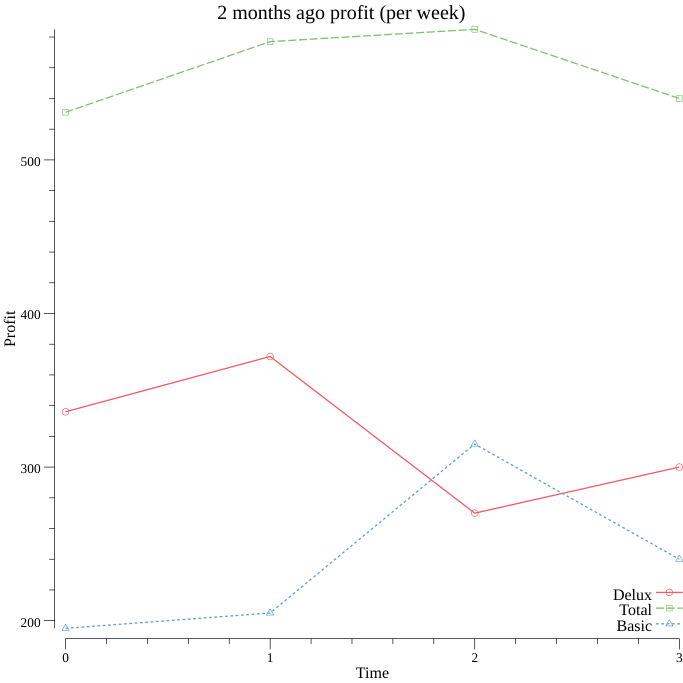 2 months ago profit (per week)
Profit
500
400
300
200
Delux
Total
Basic
0 1 2 3
Time